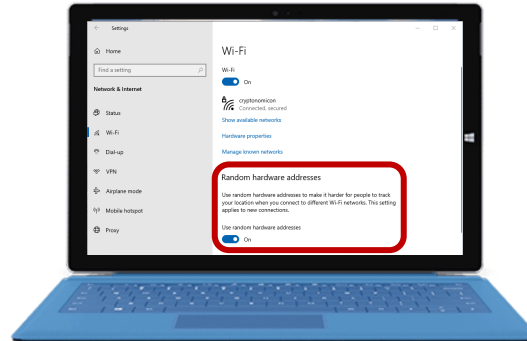 Settings
Home
Find a setting
Network & Internet
Status
Wi-Fi
Dial-up
VPN
Airplane mode
Mobile hotspot
Proxy
Wi-Fi
Wi-Fi
On
cryptonomicon
Connected, secured
Show available networks
Hardware properties
Manage known networks
Random hardware addresses
Use random hardware addresses to make it harder for people to track
your location when you connect to different Wi-Fi networks. This setting
applies to new connections.
Use random hardware addresses
On